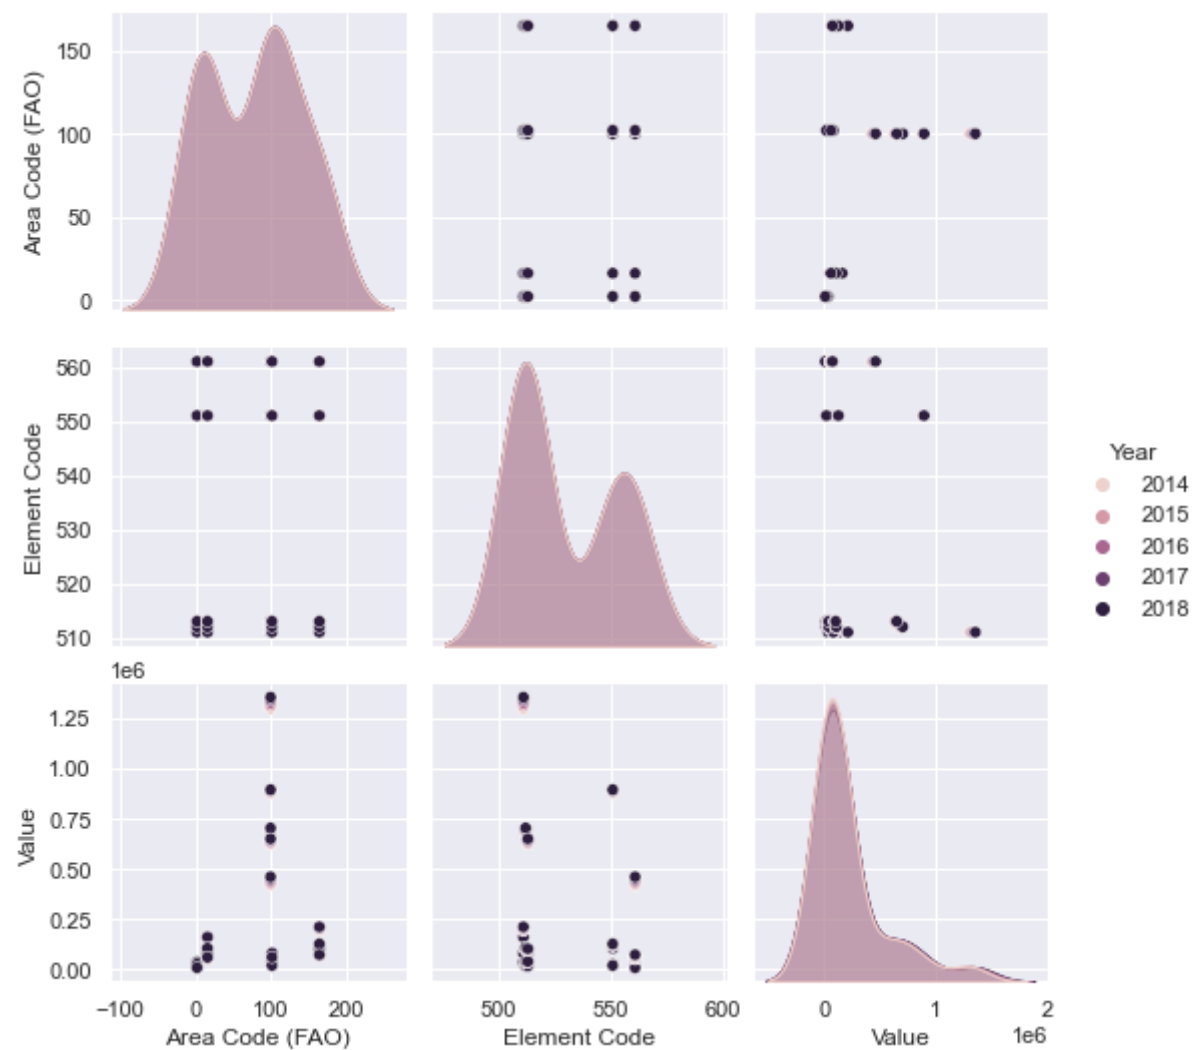 Area Code (FAO)
150
100
50
0
Element Code
560
550
540
530
520
510
Year
2014
2015
2016
2017
2018
1e6
Value
1.25
1.00
0.75
0.50
0.25
0.00
−100 0 100 200
Area Code (FAO)
500 550 600
Element Code
0 1 2
Value
1e6